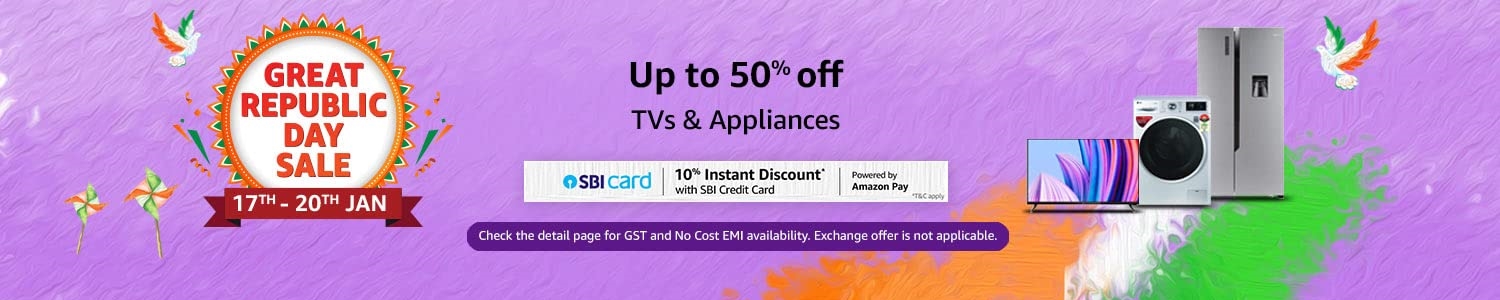 GREAT
REPUBLIC
DAY
SALE
17TH - 20TH JAN
Up to 50% off
TVs & Appliances
SBI card
10% Instant Discount*
with SBI Credit Card
Powered by
Amazon Pay
*T&C apply
Check the detail page for GST and No Cost EMI availability. Exchange offer is not applicable.